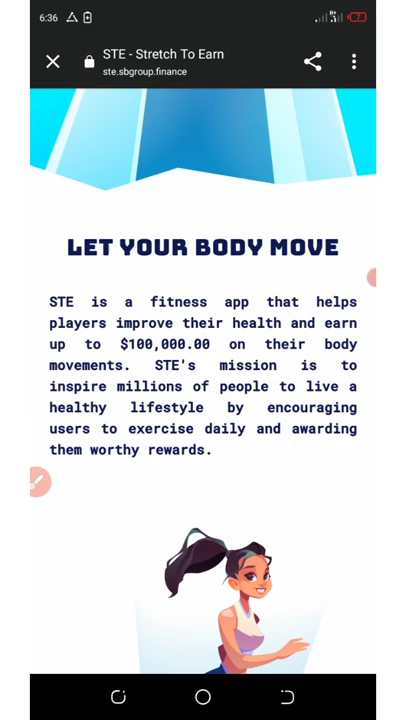 6:36
7
STE - Stretch To Earn
ste.sbgroup.finance
LET YOUR BODY MOVE
STE is a fitness app that helps
players improve their health and earn
up to $100,000.00 on their body
movements. STE's mission is to
inspire millions of people to live a
healthy lifestyle by encouraging
users to exercise daily and awarding
them worthy rewards.